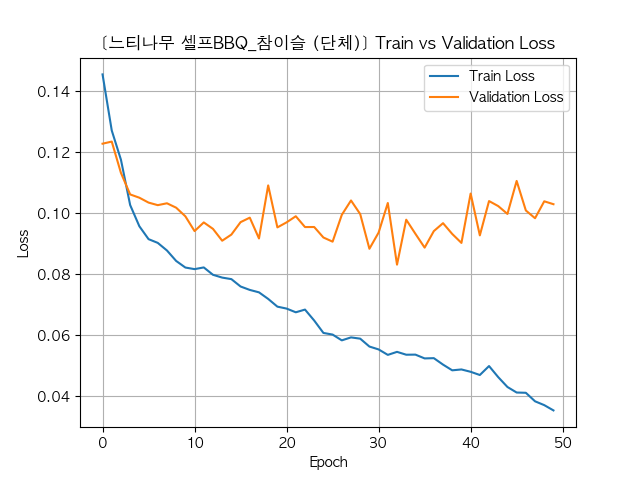 [느티나무 셀프BBQ_참이슬 (단체)] Train vs Validation Loss
Train Loss
Validation Loss
0.14
0.12
0.10
0.08
0.06
0.04
Loss
0
10
20
30
40
50
Epoch